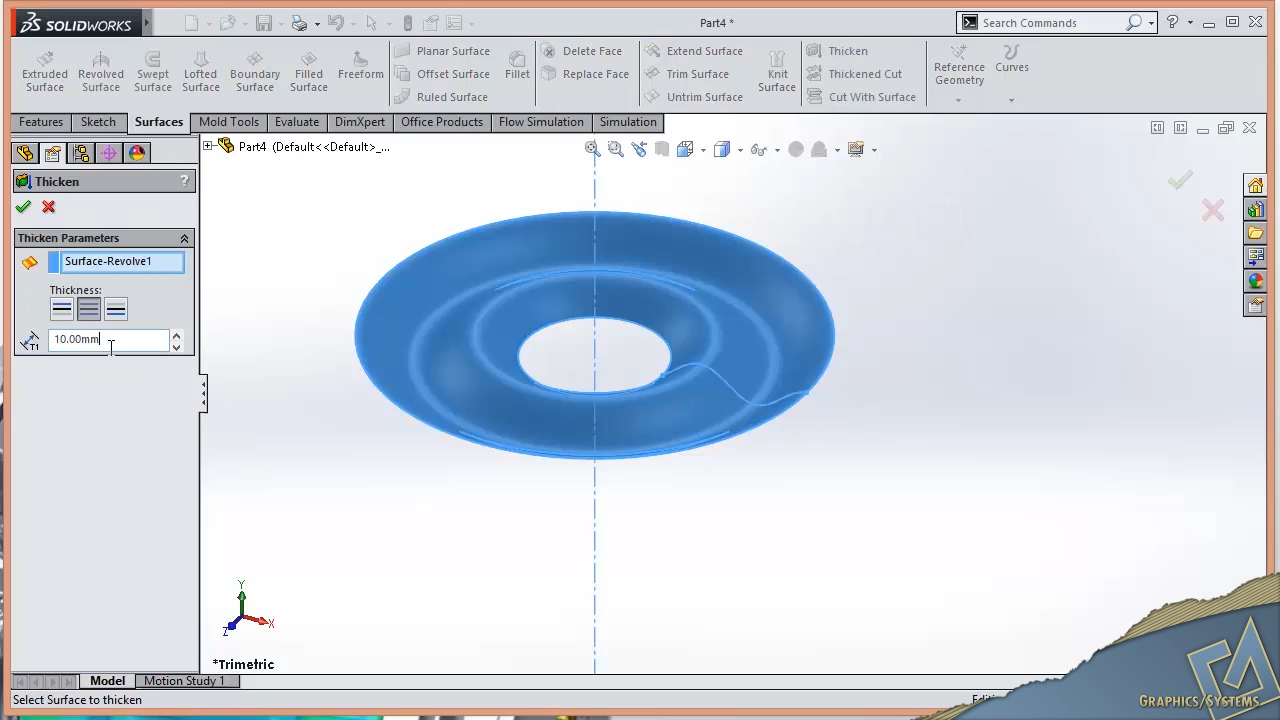 SOLIDWORKS
Part4 *
Search Commands
Extruded Surface
Revolved Surface
Swept Surface
Lofted Surface
Boundary Surface
Filled Surface
Freeform
Planar Surface
Offset Surface
Ruled Surface
Fillet
Delete Face
Replace Face
Extend Surface
Trim Surface
Untrim Surface
Knit Surface
Thicken
Thickened Cut
Cut With Surface
Reference Geometry
Curves
Features
Sketch
Surfaces
Mold Tools
Evaluate
DimXpert
Office Products
Flow Simulation
Simulation
Part4 (Default<<Default>_...
Thicken
?
Thicken Parameters
Surface-Revolve1
Thickness:
T1
10.00mm
Y
X
Z
*Trimetric
Model
Motion Study 1
Select Surface to thicken
GRAPHICS/SYSTEMS